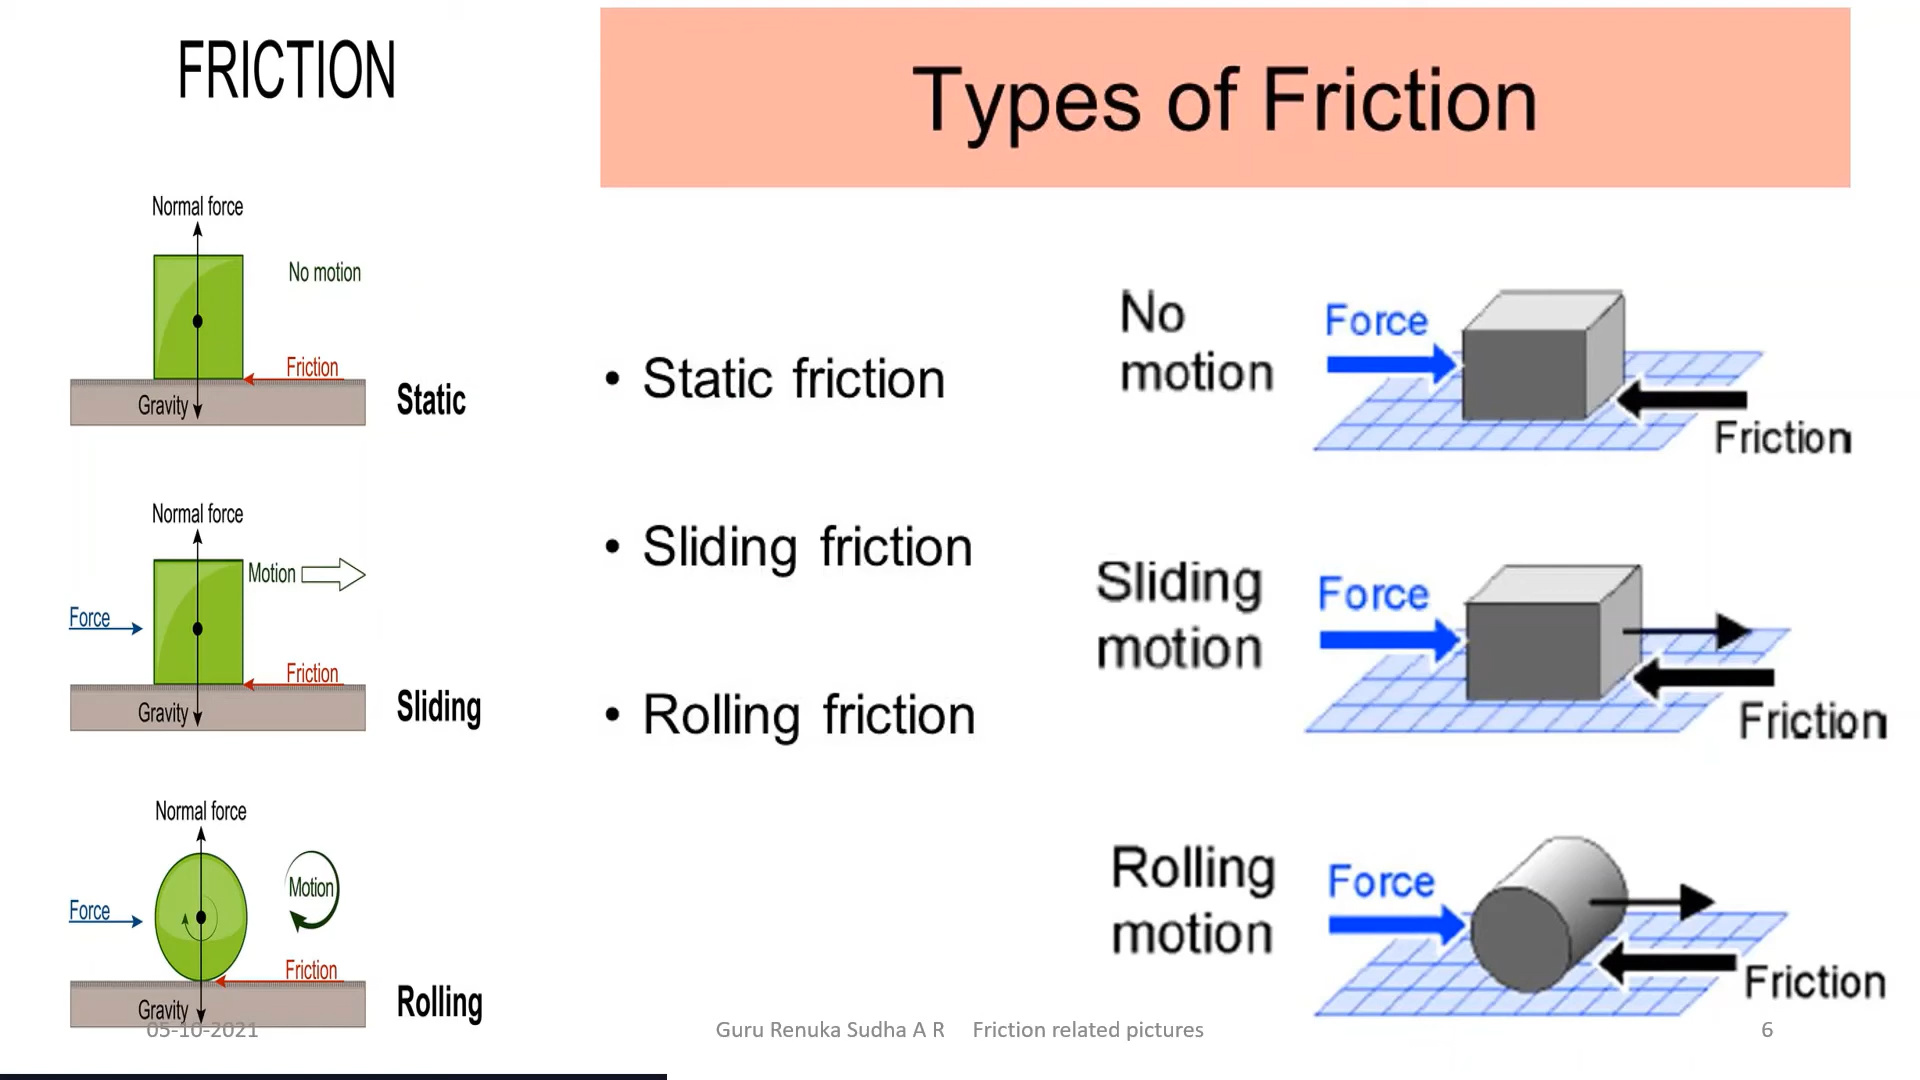 FRICTION
Types of Friction
Normal force
No motion
Friction
Gravity
Static
Normal force
Motion
Force
Friction
Gravity
Sliding
Normal force
Motion
Force
Friction
Gravity
Rolling
• Static friction
• Sliding friction
• Rolling friction
No
motion
Force
Friction
Sliding
motion
Force
Friction
Rolling
motion
Force
Friction
05-10-2021
Guru Renuka Sudha A R Friction related pictures
6